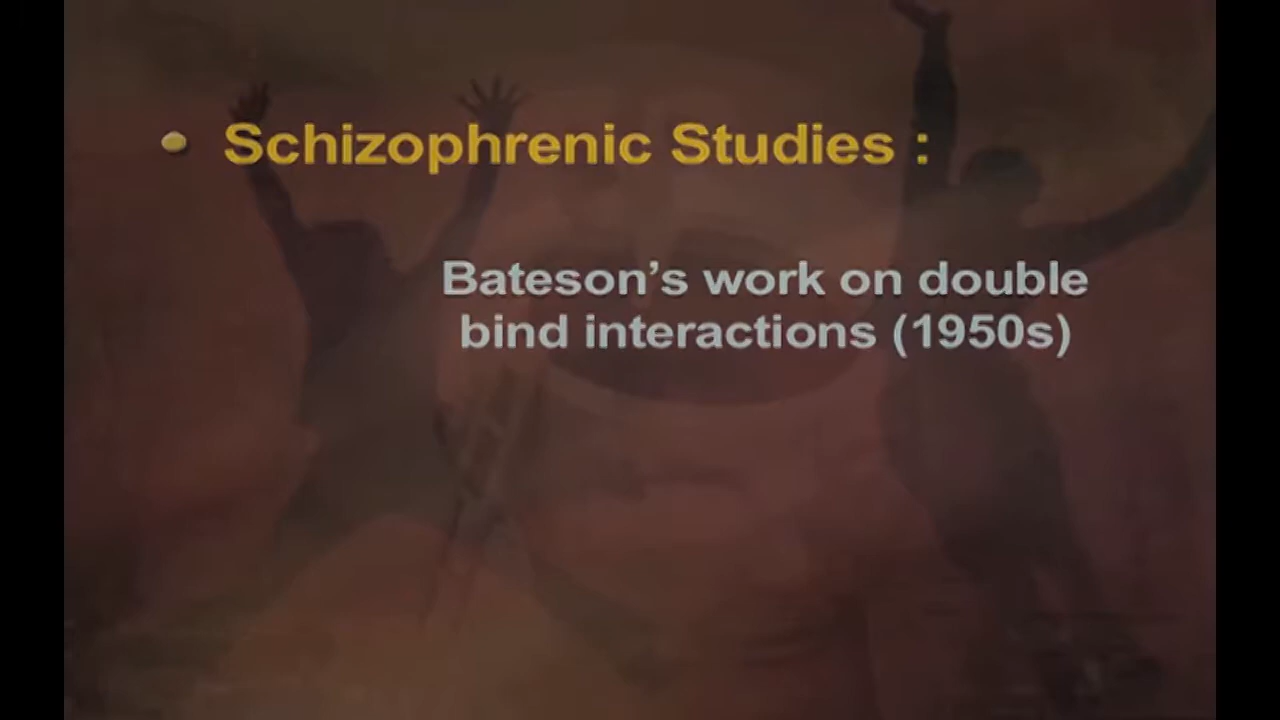 Schizophrenic Studies :
Bateson’s work on double
bind interactions (1950s)